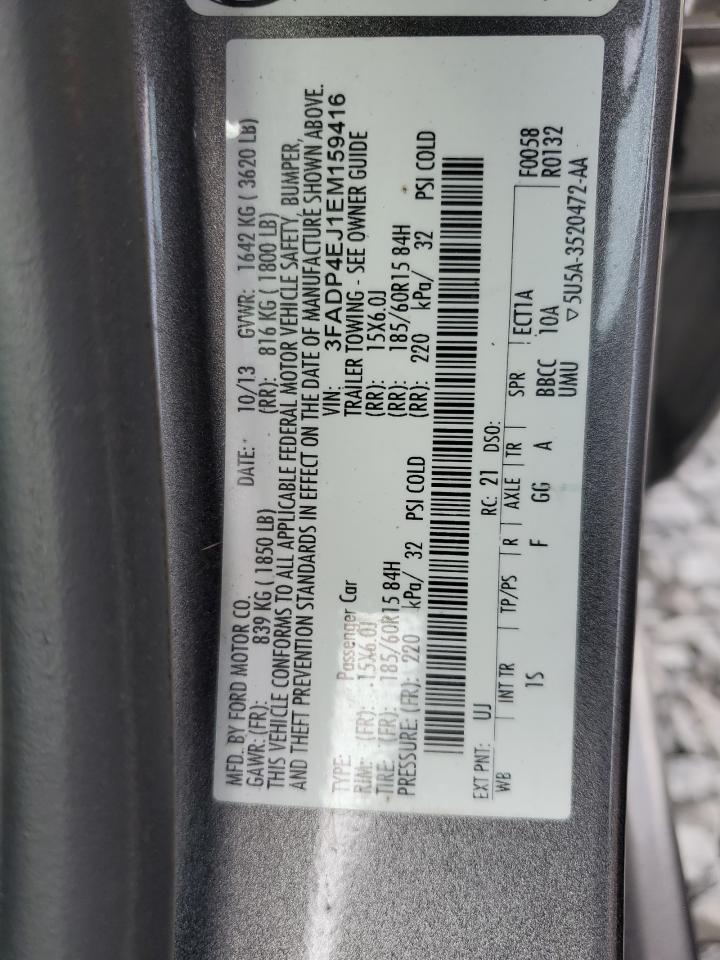 MFD. BY FORD MOTOR CO. DATE: 10/13 GVWR: 1642 KG ( 3620 LB)
GAWR: (FR): 839 KG ( 1850 LB) (RR): 816 KG ( 1800 LB)
THIS VEHICLE CONFORMS TO ALL APPLICABLE FEDERAL MOTOR VEHICLE SAFETY, BUMPER,
AND THEFT PREVENTION STANDARDS IN EFFECT ON THE DATE OF MANUFACTURE SHOWN ABOVE.
VIN: 3FADP4EJ1EM159416
TYPE: Passenger Car TRAILER TOWING - SEE OWNER GUIDE
RIM: (FR): 15X6.0J (RR): 15X6.0J
TIRE: (FR): 185/60R15 84H (RR): 185/60R15 84H
PRESSURE: (FR): 220 kPa/ 32 PSI COLD (RR): 220 kPa/ 32 PSI COLD
EXT PNT: UJ RC: 21 DSO: F0058
WB INT TR TP/PS R AXLE TR SPR ECT1A R0132
1S F GG A BBCC 10A
UMU ▽5U5A-3520472-AA